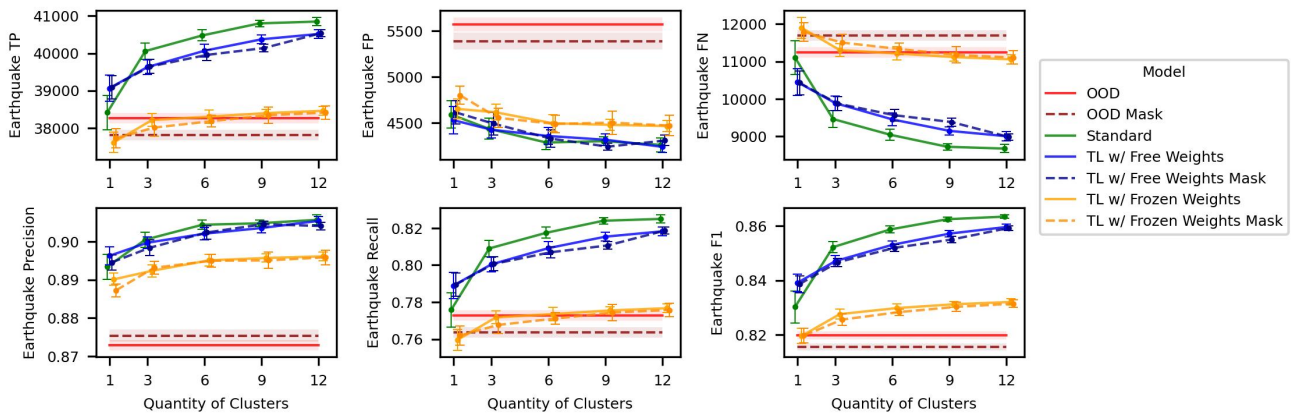 Earthquake TP
41000
40000
39000
38000
1 3 6 9 12
Earthquake FP
5500
5000
4500
1 3 6 9 12
Earthquake FN
12000
11000
10000
9000
1 3 6 9 12
Earthquake Precision
0.90
0.89
0.88
0.87
1 3 6 9 12
Quantity of Clusters
Earthquake Recall
0.82
0.80
0.78
0.76
1 3 6 9 12
Quantity of Clusters
Earthquake F1
0.86
0.84
0.82
1 3 6 9 12
Quantity of Clusters
Model
OOD
OOD Mask
Standard
TL w/ Free Weights
TL w/ Free Weights Mask
TL w/ Frozen Weights
TL w/ Frozen Weights Mask